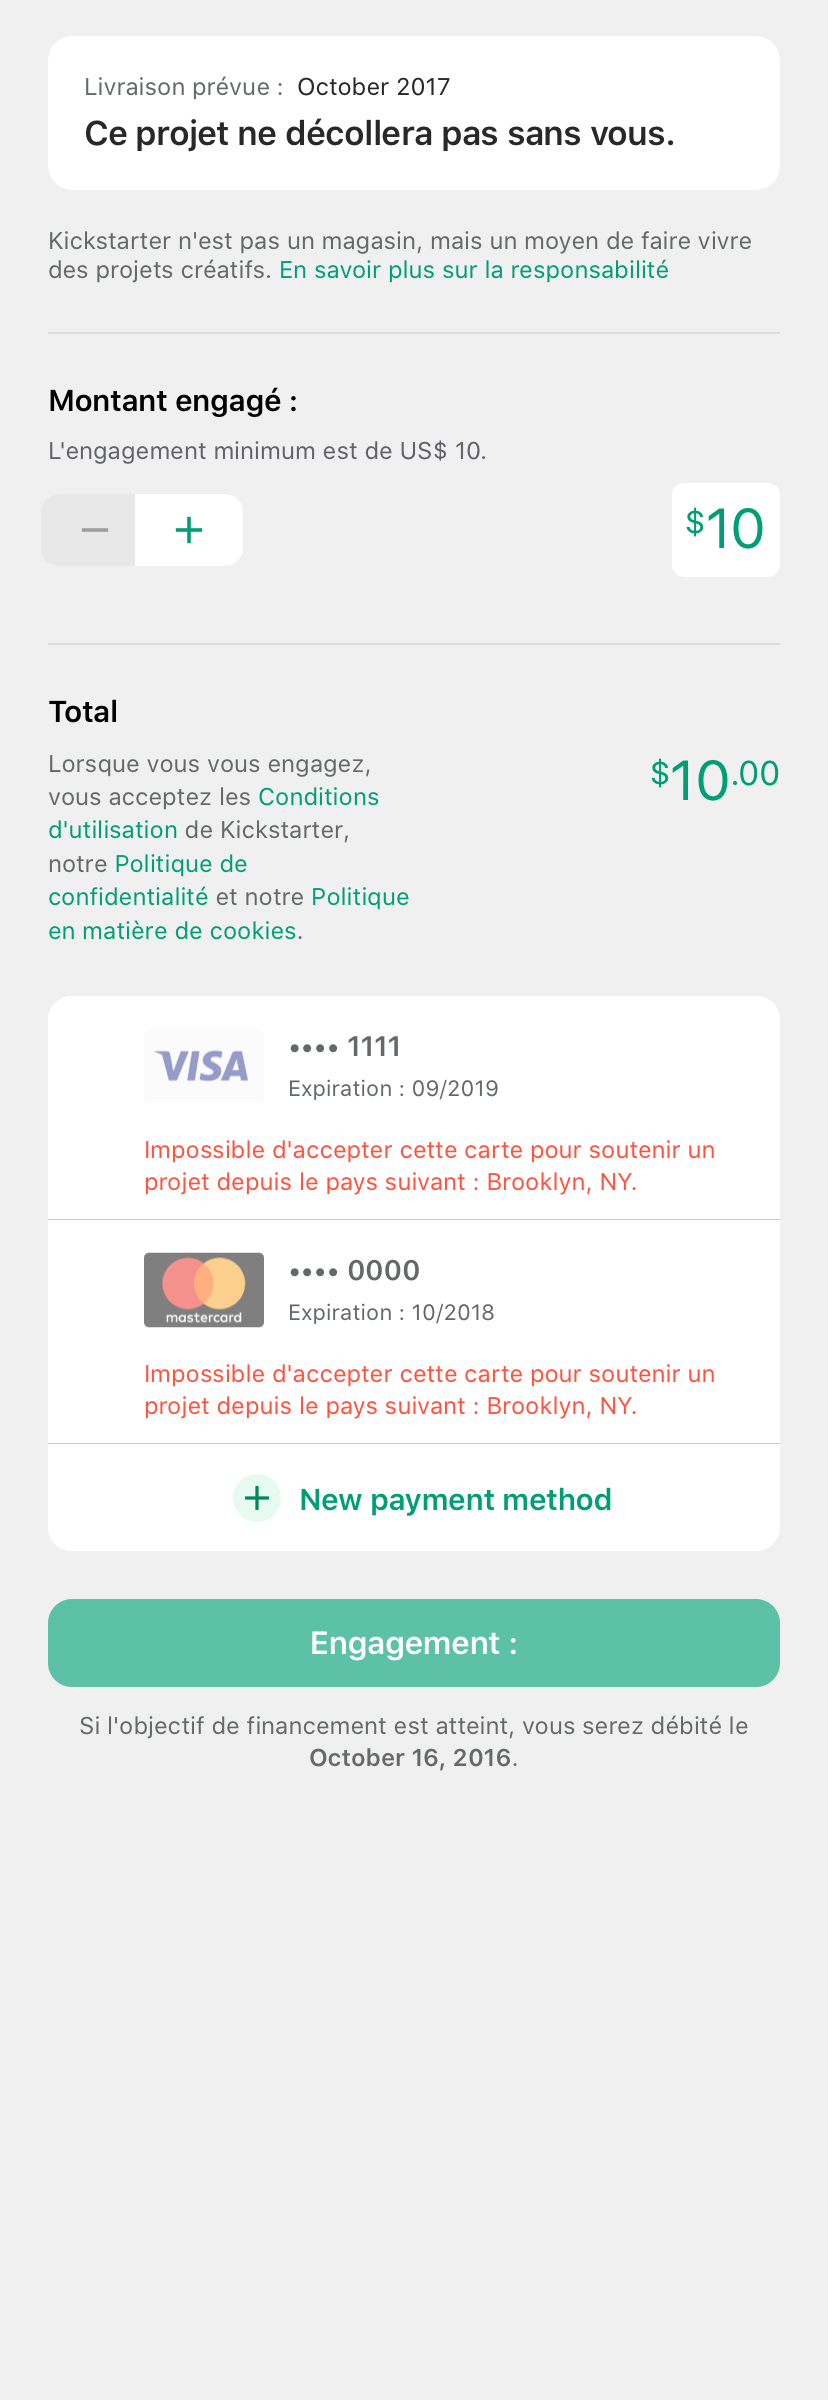 Livraison prévue : October 2017
Ce projet ne décollera pas sans vous.
Kickstarter n'est pas un magasin, mais un moyen de faire vivre
des projets créatifs. En savoir plus sur la responsabilité
Montant engagé :
L'engagement minimum est de US$ 10.
− +
$10
Total
Lorsque vous vous engagez,
vous acceptez les Conditions
d'utilisation de Kickstarter,
notre Politique de
confidentialité et notre Politique
en matière de cookies.
$10.00
VISA
•••• 1111
Expiration : 09/2019
Impossible d'accepter cette carte pour soutenir un
projet depuis le pays suivant : Brooklyn, NY.
mastercard
•••• 0000
Expiration : 10/2018
Impossible d'accepter cette carte pour soutenir un
projet depuis le pays suivant : Brooklyn, NY.
+ New payment method
Engagement :
Si l'objectif de financement est atteint, vous serez débité le
October 16, 2016.